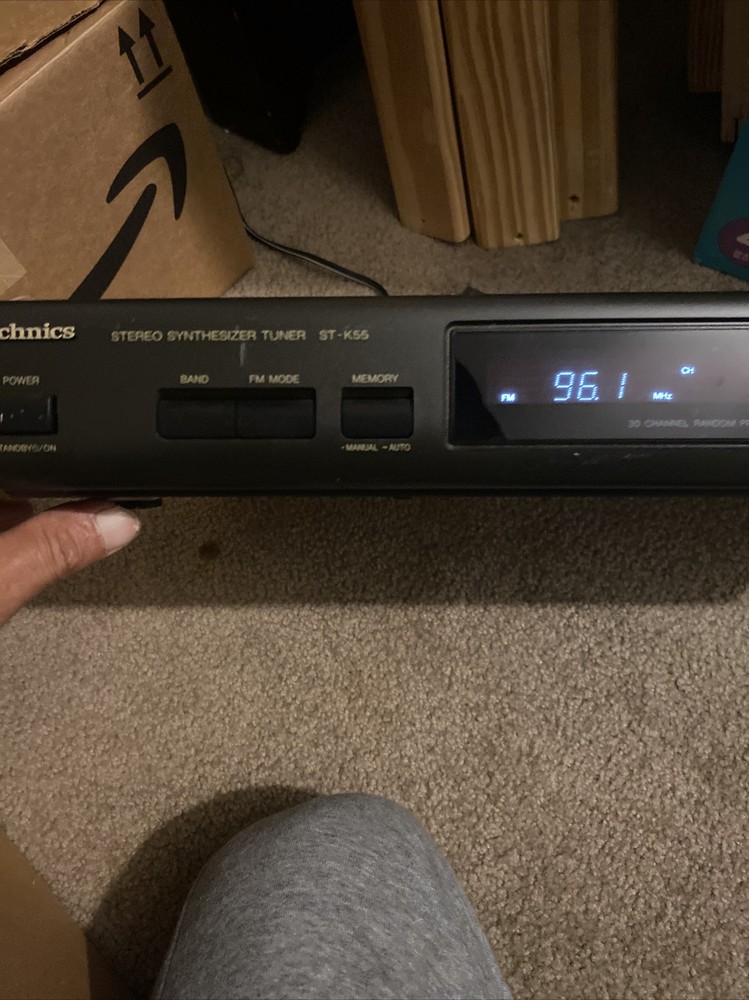 chnics
STEREO SYNTHESIZER TUNER ST-K55
POWER
BAND FM MODE MEMORY
STANDBY/ON
-MANUAL -AUTO
FM 96.1 MHz CH
30 CHANNEL RANDOM PR